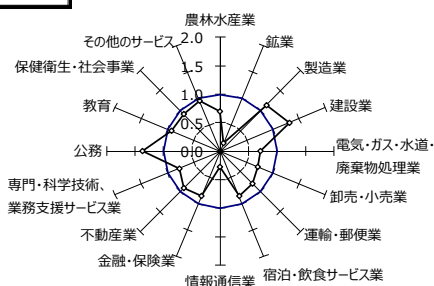 農林水産業
鉱業
製造業
建設業
電気・ガス・水道・
廃棄物処理業
卸売・小売業
運輸・郵便業
宿泊・飲食サービス業
情報通信業
金融・保険業
不動産業
専門・科学技術、
業務支援サービス業
公務
教育
保健衛生・社会事業
その他のサービス
2.0
1.5
1.0
0.5
0.0